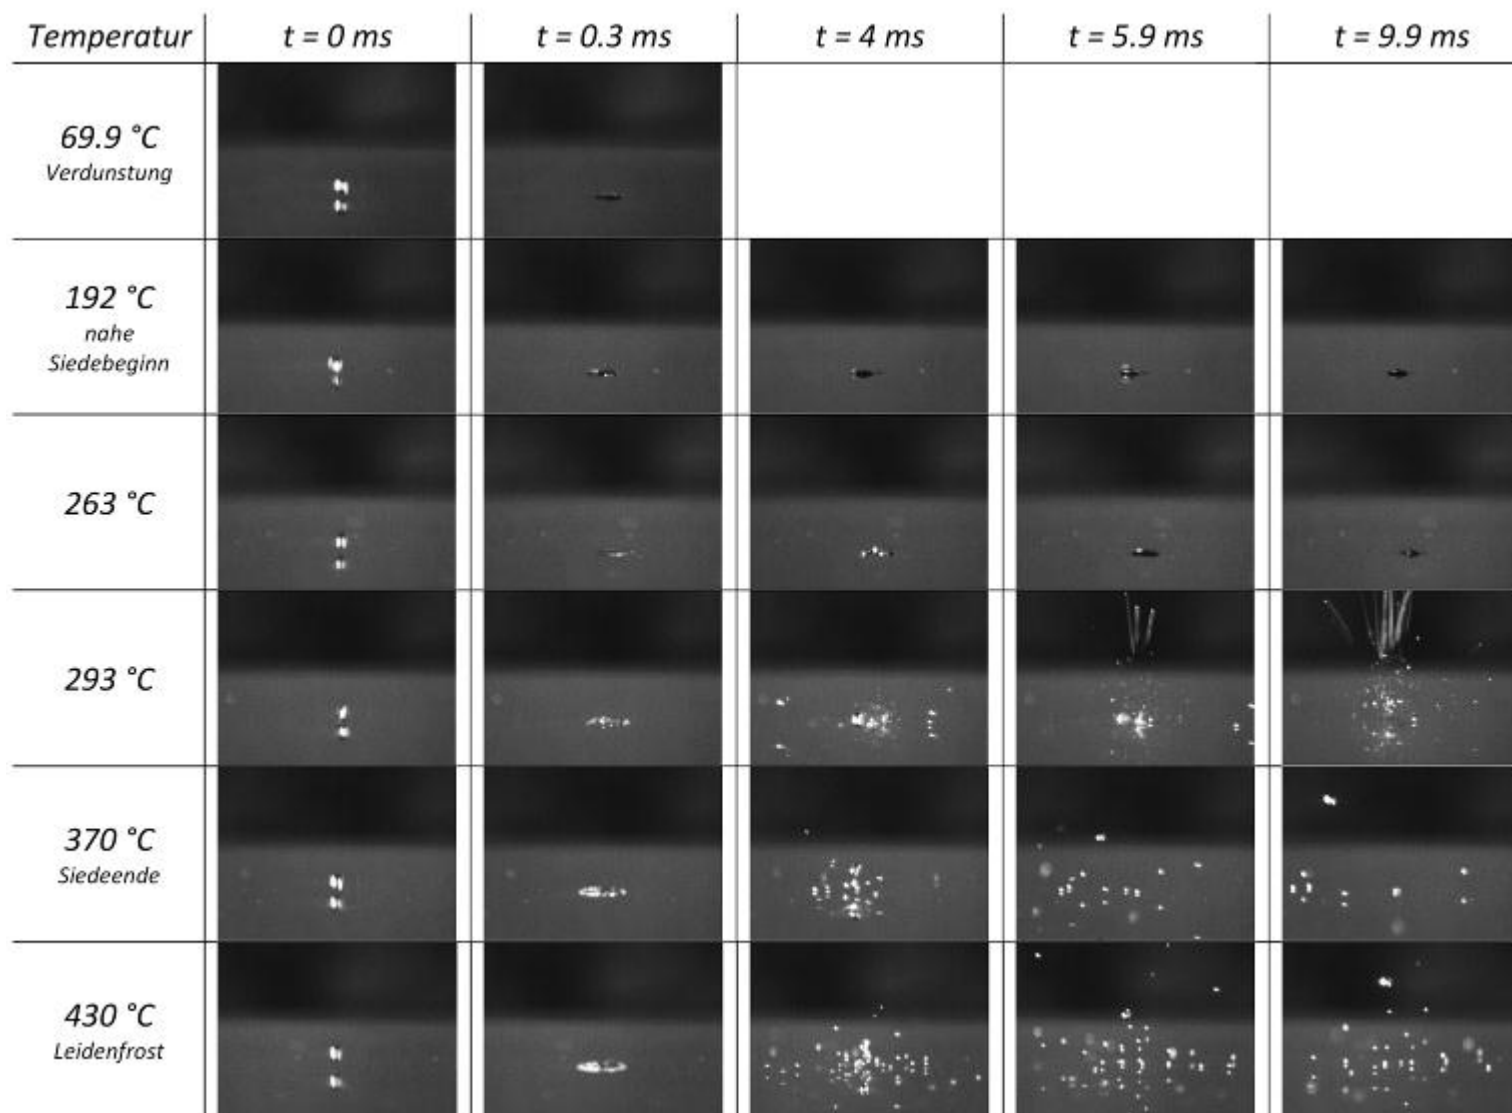 Temperatur t = 0 ms t = 0.3 ms t = 4 ms t = 5.9 ms t = 9.9 ms
69.9 °C
Verdunstung
192 °C
nahe
Siedebeginn
263 °C
293 °C
370 °C
Siedeende
430 °C
Leidenfrost